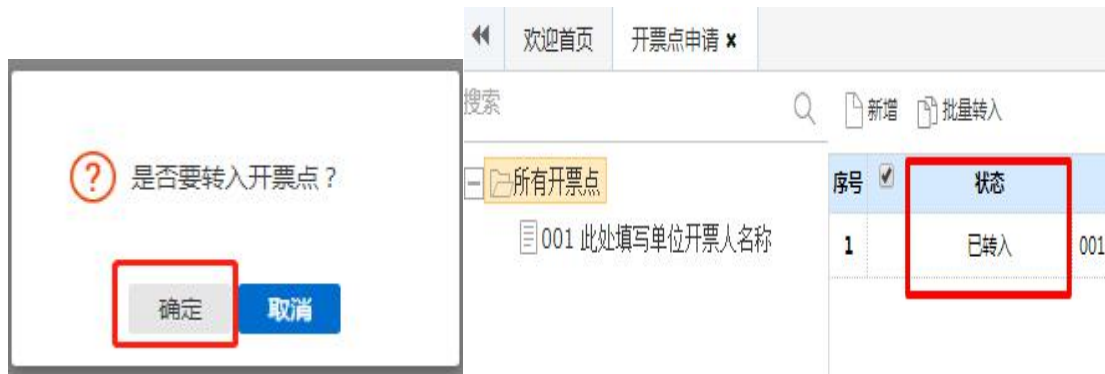 是否要转入开票点？
确定 取消
欢迎首页 开票点申请 ×
搜索
新增 批量转入
所有开票点
001 此处填写单位开票人名称
序号 状态
1 已转入 001